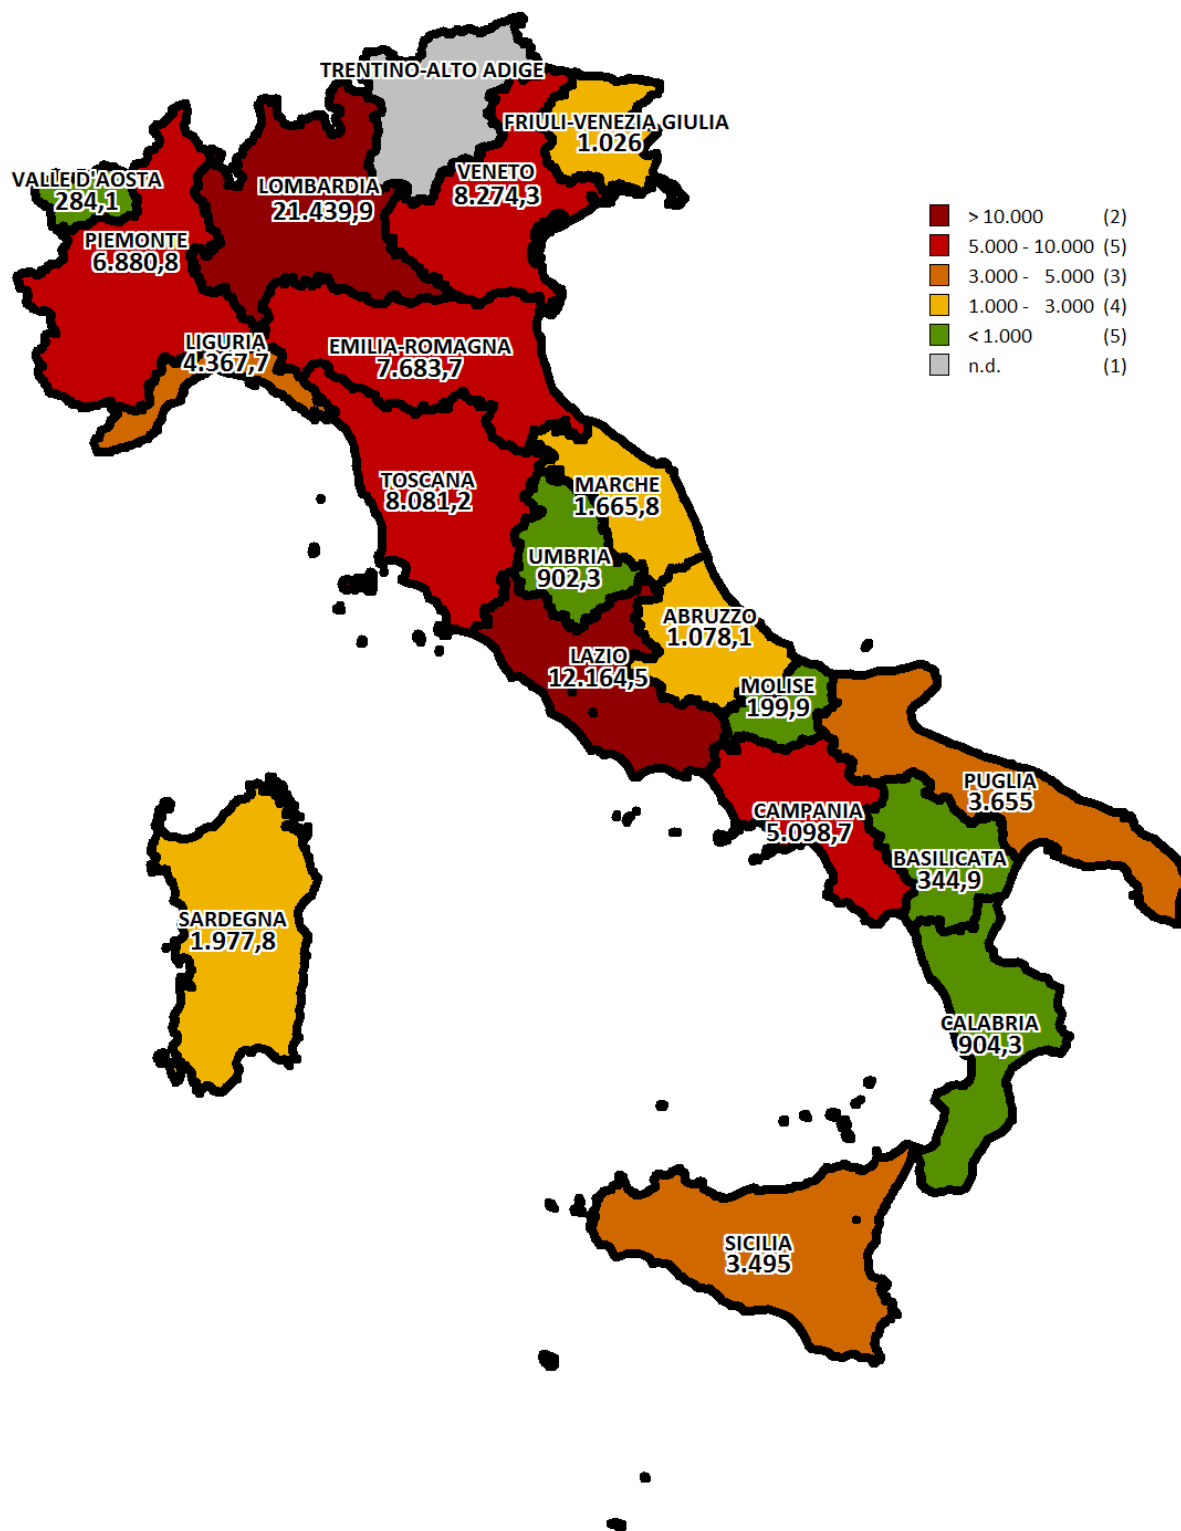 TRENTINO-ALTO ADIGE
FRIULI-VENEZIA GIULIA
1.026
VALLE D'AOSTA
284,1
LOMBARDIA
21.439,9
VENETO
8.274,3
PIEMONTE
6.880,8
> 10.000 (2)
5.000 - 10.000 (5)
3.000 - 5.000 (3)
1.000 - 3.000 (4)
< 1.000 (5)
n.d. (1)
LIGURIA
4.367,7
EMILIA-ROMAGNA
7.683,7
TOSCANA
8.081,2
MARCHE
1.665,8
UMBRIA
902,3
ABRUZZO
1.078,1
LAZIO
12.164,5
MOLISE
199,9
PUGLIA
3.655
CAMPANIA
5.098,7
BASILICATA
344,9
SARDEGNA
1.977,8
CALABRIA
904,3
SICILIA
3.495